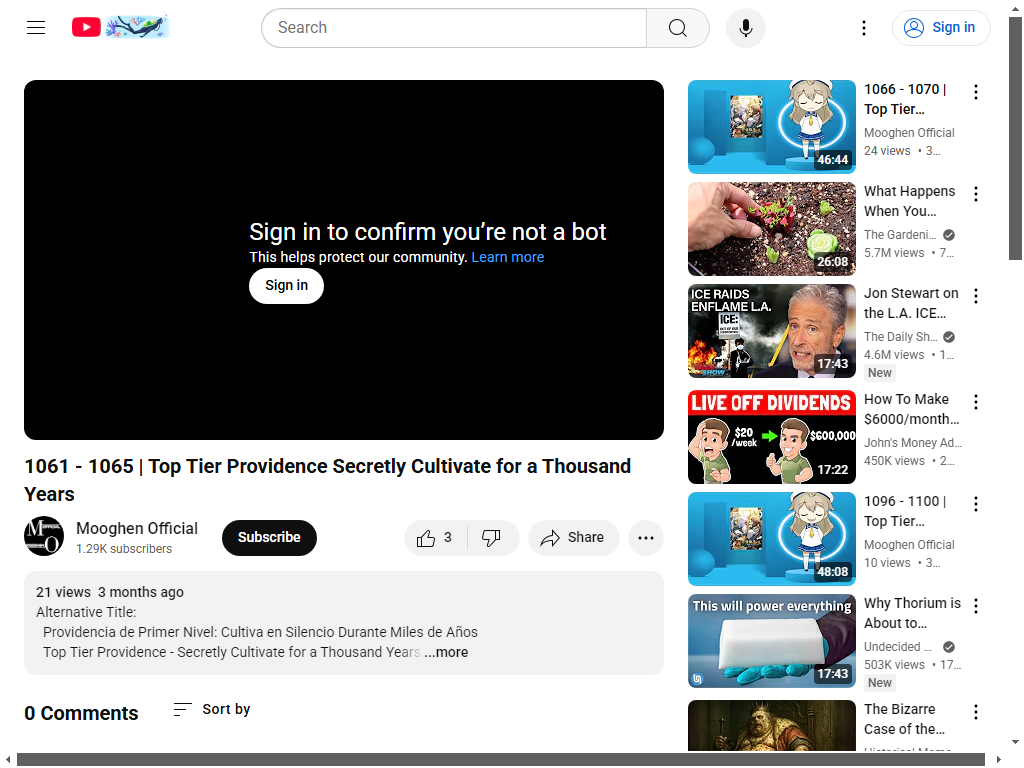 Search
Sign in
Sign in to confirm you’re not a bot
This helps protect our community. Learn more
Sign in
1061 - 1065 | Top Tier Providence Secretly Cultivate for a Thousand
Years
Mooghen Official
1.29K subscribers
Subscribe
3
Share
21 views 3 months ago
Alternative Title:
Providencia de Primer Nivel: Cultiva en Silencio Durante Miles de Años
Top Tier Providence - Secretly Cultivate for a Thousand Years ...more
0 Comments
Sort by
46:44
1066 - 1070 |
Top Tier...
Mooghen Official
24 views • 3...
26:08
What Happens
When You...
The Gardeni...
5.7M views • 7...
ICE RAIDS
ENFLAME L.A.
ICE:
SHOW
17:43
Jon Stewart on
the L.A. ICE...
The Daily Sh...
4.6M views • 1...
New
LIVE OFF DIVIDENDS
$20
/week
$600,000
17:22
How To Make
$6000/month...
John's Money Ad...
450K views • 2...
48:08
1096 - 1100 |
Top Tier...
Mooghen Official
10 views • 3...
This will power everything
17:43
Why Thorium is
About to...
Undecided ...
503K views • 17...
New
The Bizarre
Case of the...